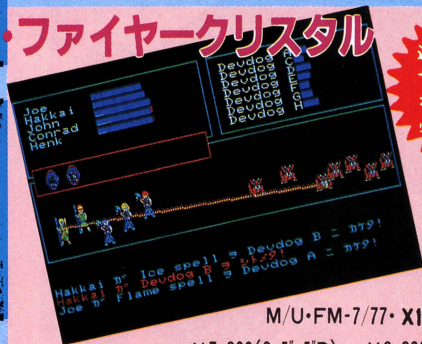 ・ファイヤークリスタル
Joe
Hakkai
John
Conrad
Henk
Devdog
Devdog C
Devdog D
Devdog E
Devdog F
Devdog G
Devdog H
Hakkai ガ Ice spell ヲ Devdog B ニ カケタ!
Hakkai ガ Devdog B ヲ シトメタ!
Joe ガ Flame spell ヲ Devdog A ニ カケタ!
M/U・FM-7/77・X1